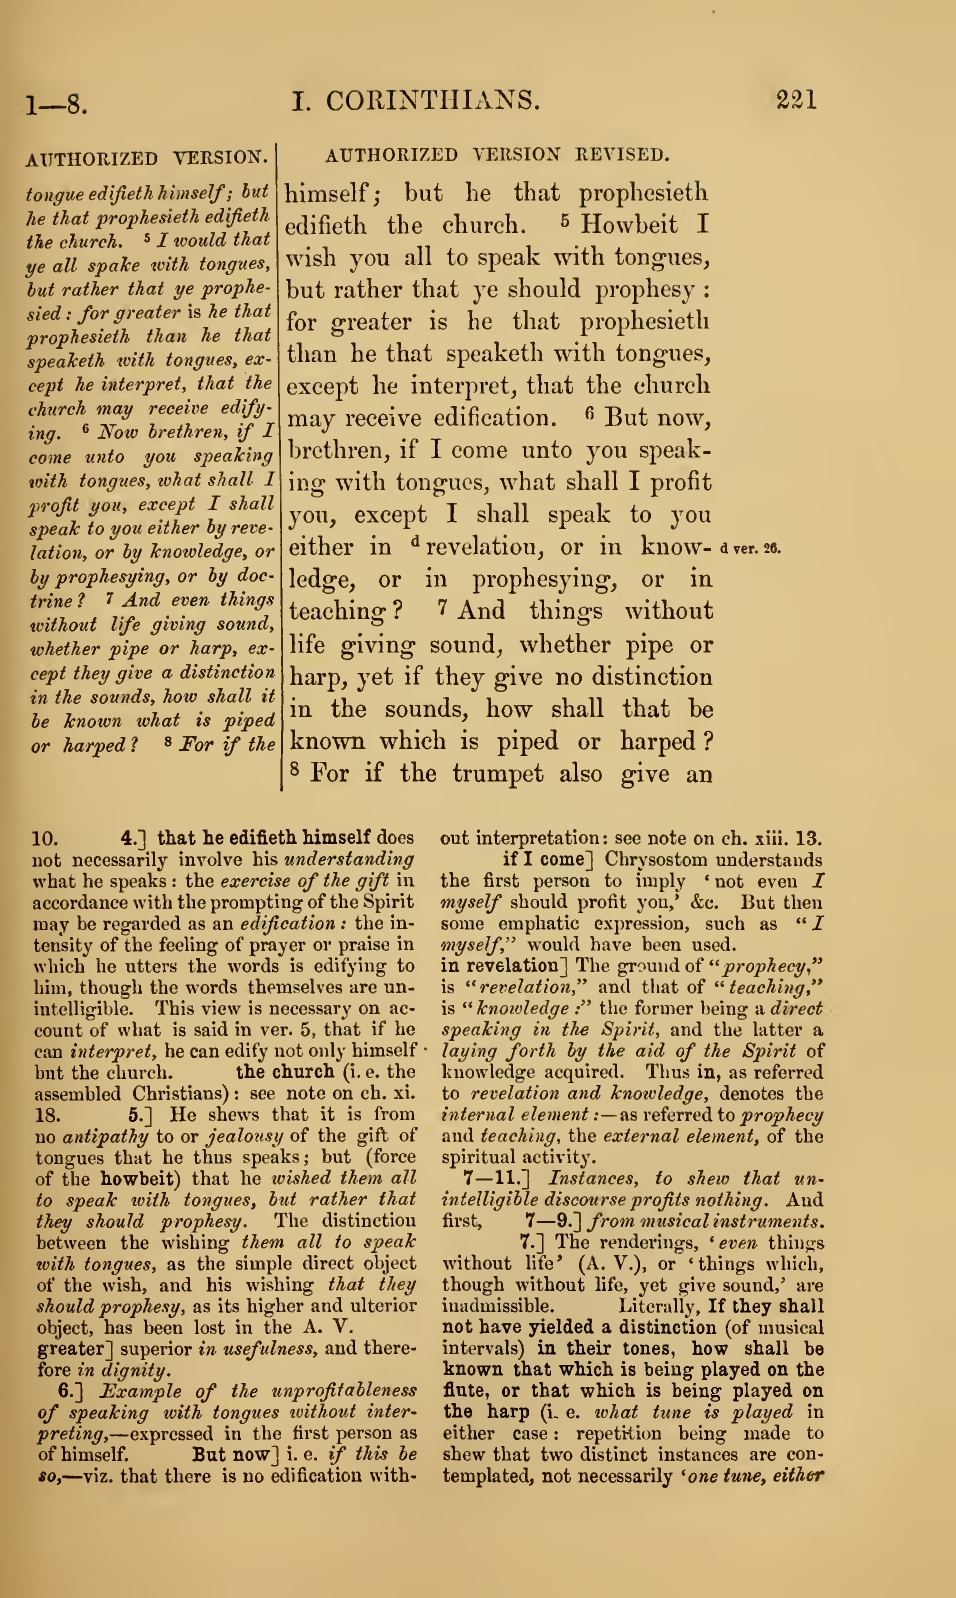 1—8.
I. CORINTHIANS.
221
AUTHORIZED VERSION.
tongue edifieth himself; but
he that prophesieth edifieth
the church. 5 I would that
ye all spake with tongues,
but rather that ye prophe-
sied: for greater is he that
prophesieth than he that
speaketh with tongues, ex-
cept he interpret, that the
church may receive edify-
ing. 6 Now brethren, if I
come unto you speaking
with tongues, what shall I
profit you, except I shall
speak to you either by reve-
lation, or by knowledge, or
by prophesying, or by doc-
trine? 7 And even things
without life giving sound,
whether pipe or harp, ex-
cept they give a distinction
in the sounds, how shall it
be known what is piped
or harped? 8 For if the
AUTHORIZED VERSION REVISED.
himself; but he that prophesieth
edifieth the church. 5 Howbeit I
wish you all to speak with tongues,
but rather that ye should prophesy:
for greater is he that prophesieth
than he that speaketh with tongues,
except he interpret, that the church
may receive edification. 6 But now,
brethren, if I come unto you speak-
ing with tongues, what shall I profit
you, except I shall speak to you
either in d revelation, or in know-
d ver. 26.
ledge, or in prophesying, or in
teaching? 7 And things without
life giving sound, whether pipe or
harp, yet if they give no distinction
in the sounds, how shall that be
known which is piped or harped?
8 For if the trumpet also give an
10. 4.] that he edifieth himself does
not necessarily involve his understanding
what he speaks: the exercise of the gift in
accordance with the prompting of the Spirit
may be regarded as an edification: the in-
tensity of the feeling of prayer or praise in
which he utters the words is edifying to
him, though the words themselves are un-
intelligible. This view is necessary on ac-
count of what is said in ver. 5, that if he
can interpret, he can edify not only himself
but the church. the church (i. e. the
assembled Christians): see note on ch. xi.
18. 5.] He shews that it is from
no antipathy to or jealousy of the gift of
tongues that he thus speaks; but (force
of the howbeit) that he wished them all
to speak with tongues, but rather that
they should prophesy. The distinction
between the wishing them all to speak
with tongues, as the simple direct object
of the wish, and his wishing that they
should prophesy, as its higher and ulterior
object, has been lost in the A. V.
greater] superior in usefulness, and there-
fore in dignity.
6.] Example of the unprofitableness
of speaking with tongues without inter-
preting,—expressed in the first person as
of himself. But now] i. e. if this be
so,—viz. that there is no edification with-
out interpretation: see note on ch. xiii. 13.
if I come] Chrysostom understands
the first person to imply ‘not even I
myself should profit you,’ &c. But then
some emphatic expression, such as “I
myself,” would have been used.
in revelation] The ground of “prophecy,”
is “revelation,” and that of “teaching,”
is “knowledge:” the former being a direct
speaking in the Spirit, and the latter a
laying forth by the aid of the Spirit of
knowledge acquired. Thus in, as referred
to revelation and knowledge, denotes the
internal element:—as referred to prophecy
and teaching, the external element, of the
spiritual activity.
7—11.] Instances, to shew that un-
intelligible discourse profits nothing. And
first, 7—9.] from musical instruments.
7.] The renderings, ‘even things
without life’ (A. V.), or ‘things which,
though without life, yet give sound,’ are
inadmissible. Literally, If they shall
not have yielded a distinction (of musical
intervals) in their tones, how shall be
known that which is being played on the
flute, or that which is being played on
the harp (i. e. what tune is played in
either case: repetition being made to
shew that two distinct instances are con-
templated, not necessarily ‘one tune, either